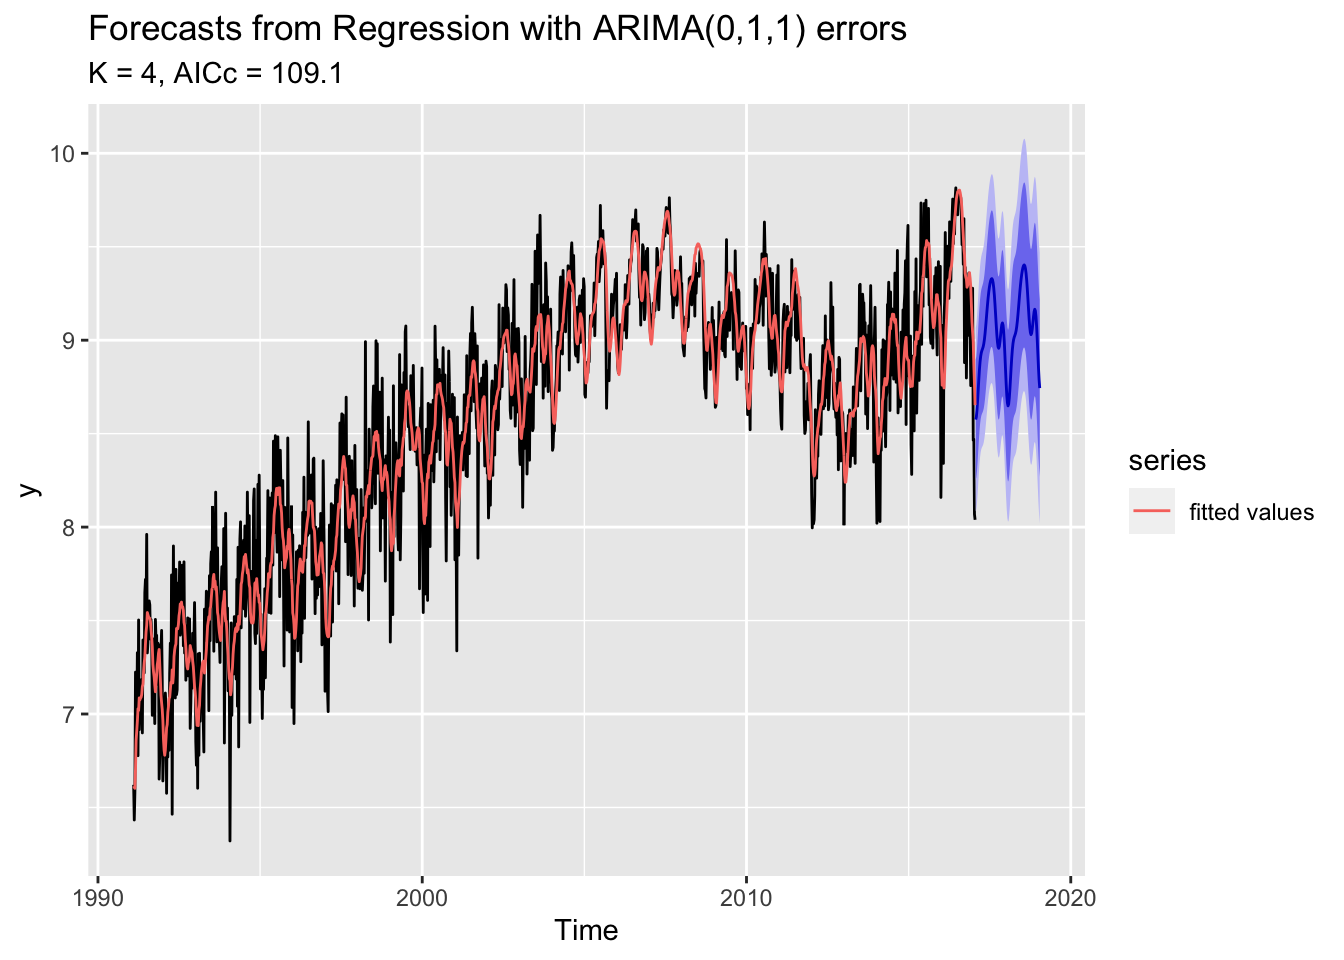 Forecasts from Regression with ARIMA(0,1,1) errors
K = 4, AICc = 109.1
10
9
8
7
y
1990
2000
2010
2020
Time
series
fitted values